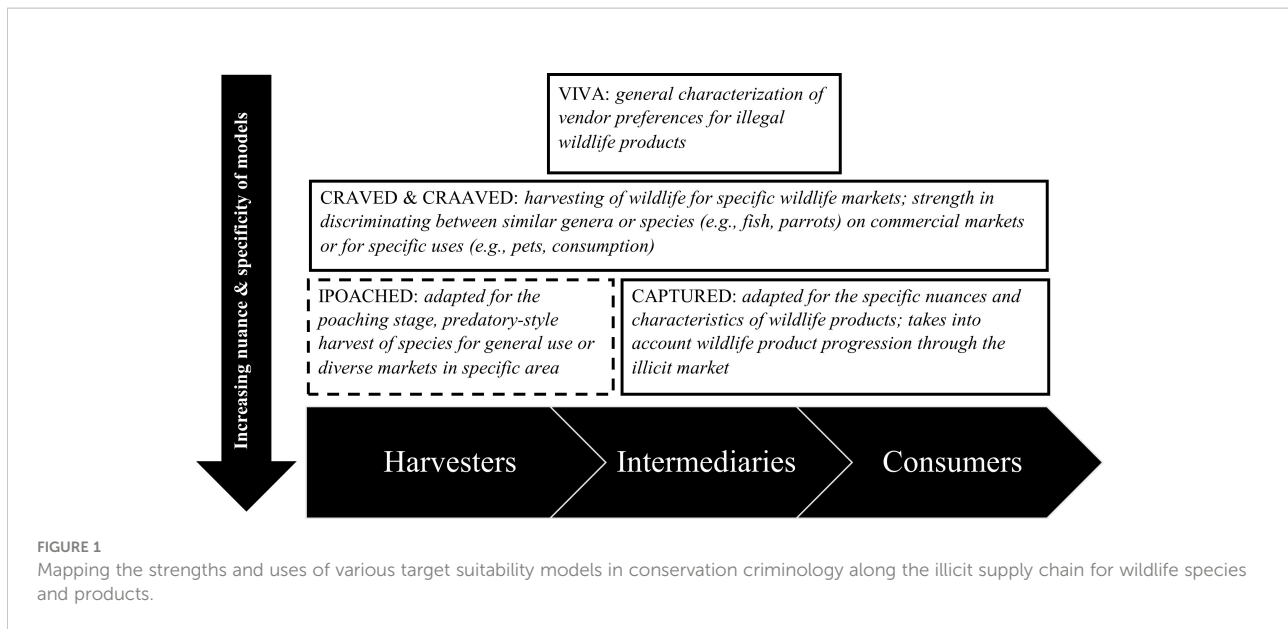 Increasing nuance & specificity of models
VIVA: general characterization of
vendor preferences for illegal
wildlife products
CRAVED & CRAAVED: harvesting of wildlife for specific wildlife markets; strength in
discriminating between similar genera or species (e.g., fish, parrots) on commercial markets
or for specific uses (e.g., pets, consumption)
IPOACHED: adapted for the
poaching stage, predatory-style
harvest of species for general use or
diverse markets in specific area
CAPTURED: adapted for the specific nuances and
characteristics of wildlife products; takes into
account wildlife product progression through the
illicit market
Harvesters
Intermediaries
Consumers
FIGURE 1
Mapping the strengths and uses of various target suitability models in conservation criminology along the illicit supply chain for wildlife species
and products.